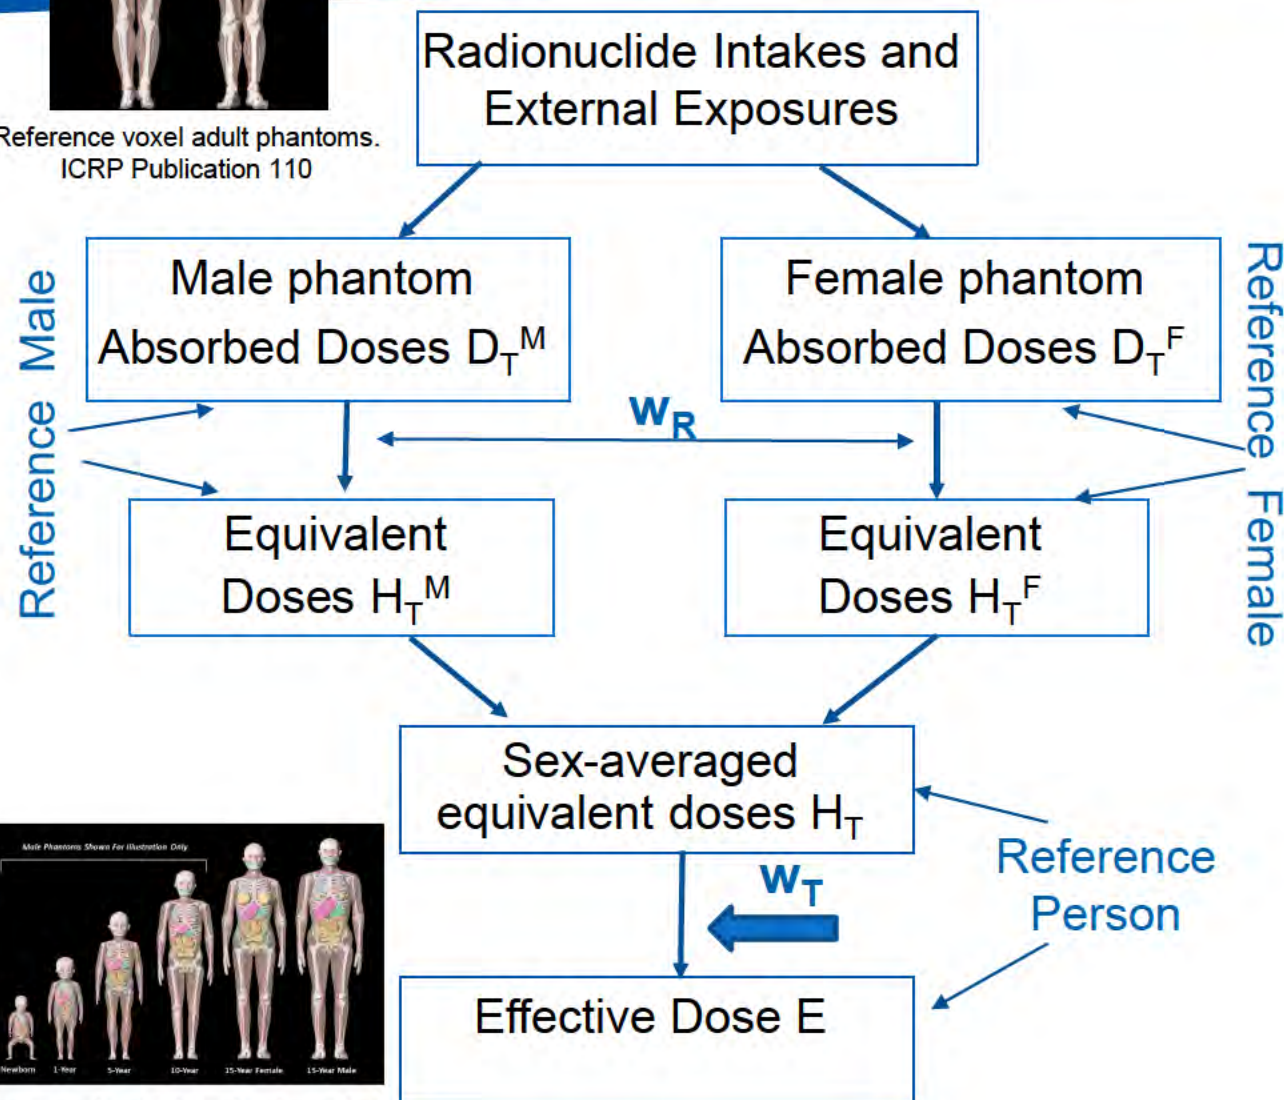 Reference voxel adult phantoms.
ICRP Publication 110
Radionuclide Intakes and
External Exposures
Reference Male
Male phantom
Absorbed Doses D_T^M
Female phantom
Absorbed Doses D_T^F
Reference Female
w_R
Equivalent
Doses H_T^M
Equivalent
Doses H_T^F
Sex-averaged
equivalent doses H_T
w_T
Reference
Person
Effective Dose E
Male Phantoms Shown For Illustration Only
Newborn 1-Year 5-Year 10-Year 15-Year Female 15-Year Male